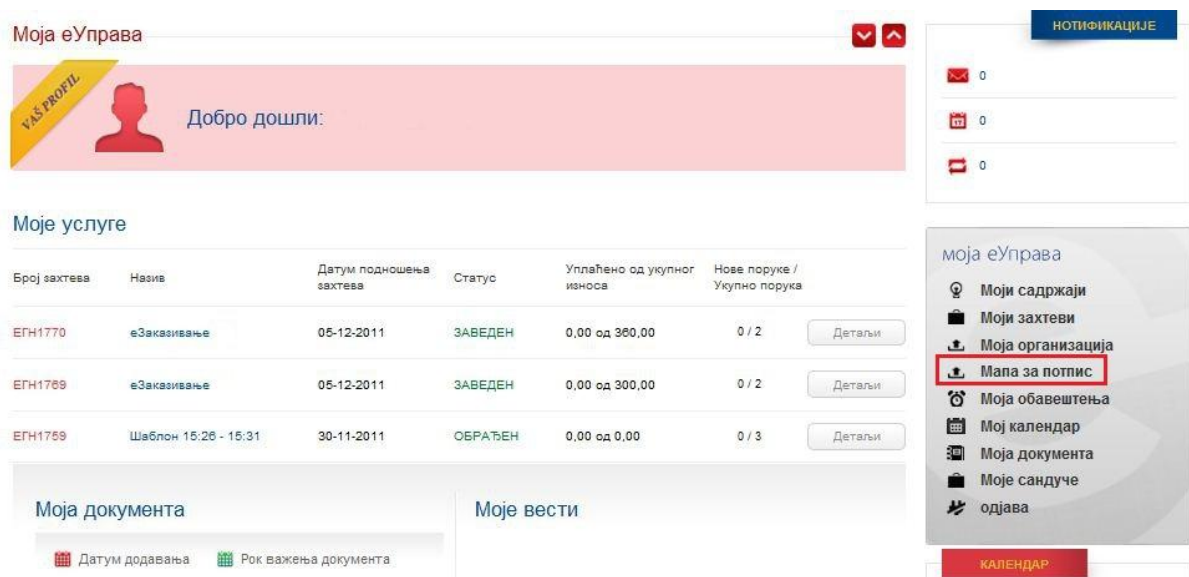 Моја еУправа
VAŠ PROFIL
Добро дошли:
Моје услуге
Број захтева Назив Датум подношења захтева Статус Уплаћено од укупног износа Нове поруке / Укупно порука
ЕГН1770 еЗаказивање 05-12-2011 ЗАВЕДЕН 0,00 од 360,00 0 / 2 Детаљи
ЕГН1769 еЗаказивање 05-12-2011 ЗАВЕДЕН 0,00 од 300,00 0 / 2 Детаљи
ЕГН1759 Шаблон 15:26 - 15:31 30-11-2011 ОБРАЂЕН 0,00 од 0,00 0 / 3 Детаљи
Моја документа
Датум додавања Рок важења документа
Моје вести
НОТИФИКАЦИЈЕ
0
17 0
0
моја еУправа
Моји садржаји
Моји захтеви
Моја организација
Мапа за потпис
Моја обавештења
Мој календар
Моја документа
Моје сандуче
одјава
КАЛЕНДАР